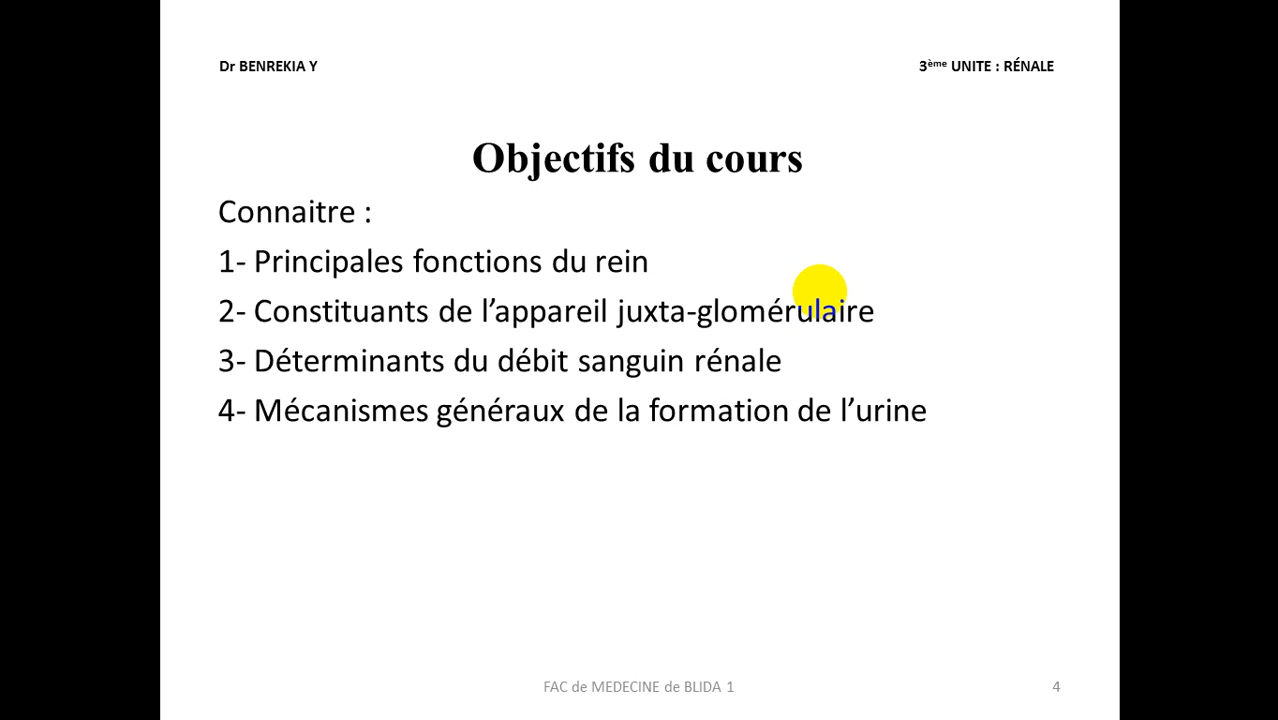 Dr BENREKIA Y
3ème UNITE : RÉNALE
Objectifs du cours
Connaitre :
1- Principales fonctions du rein
2- Constituants de l’appareil juxta-glomérulaire
3- Déterminants du débit sanguin rénale
4- Mécanismes généraux de la formation de l’urine
FAC de MEDECINE de BLIDA 1
4